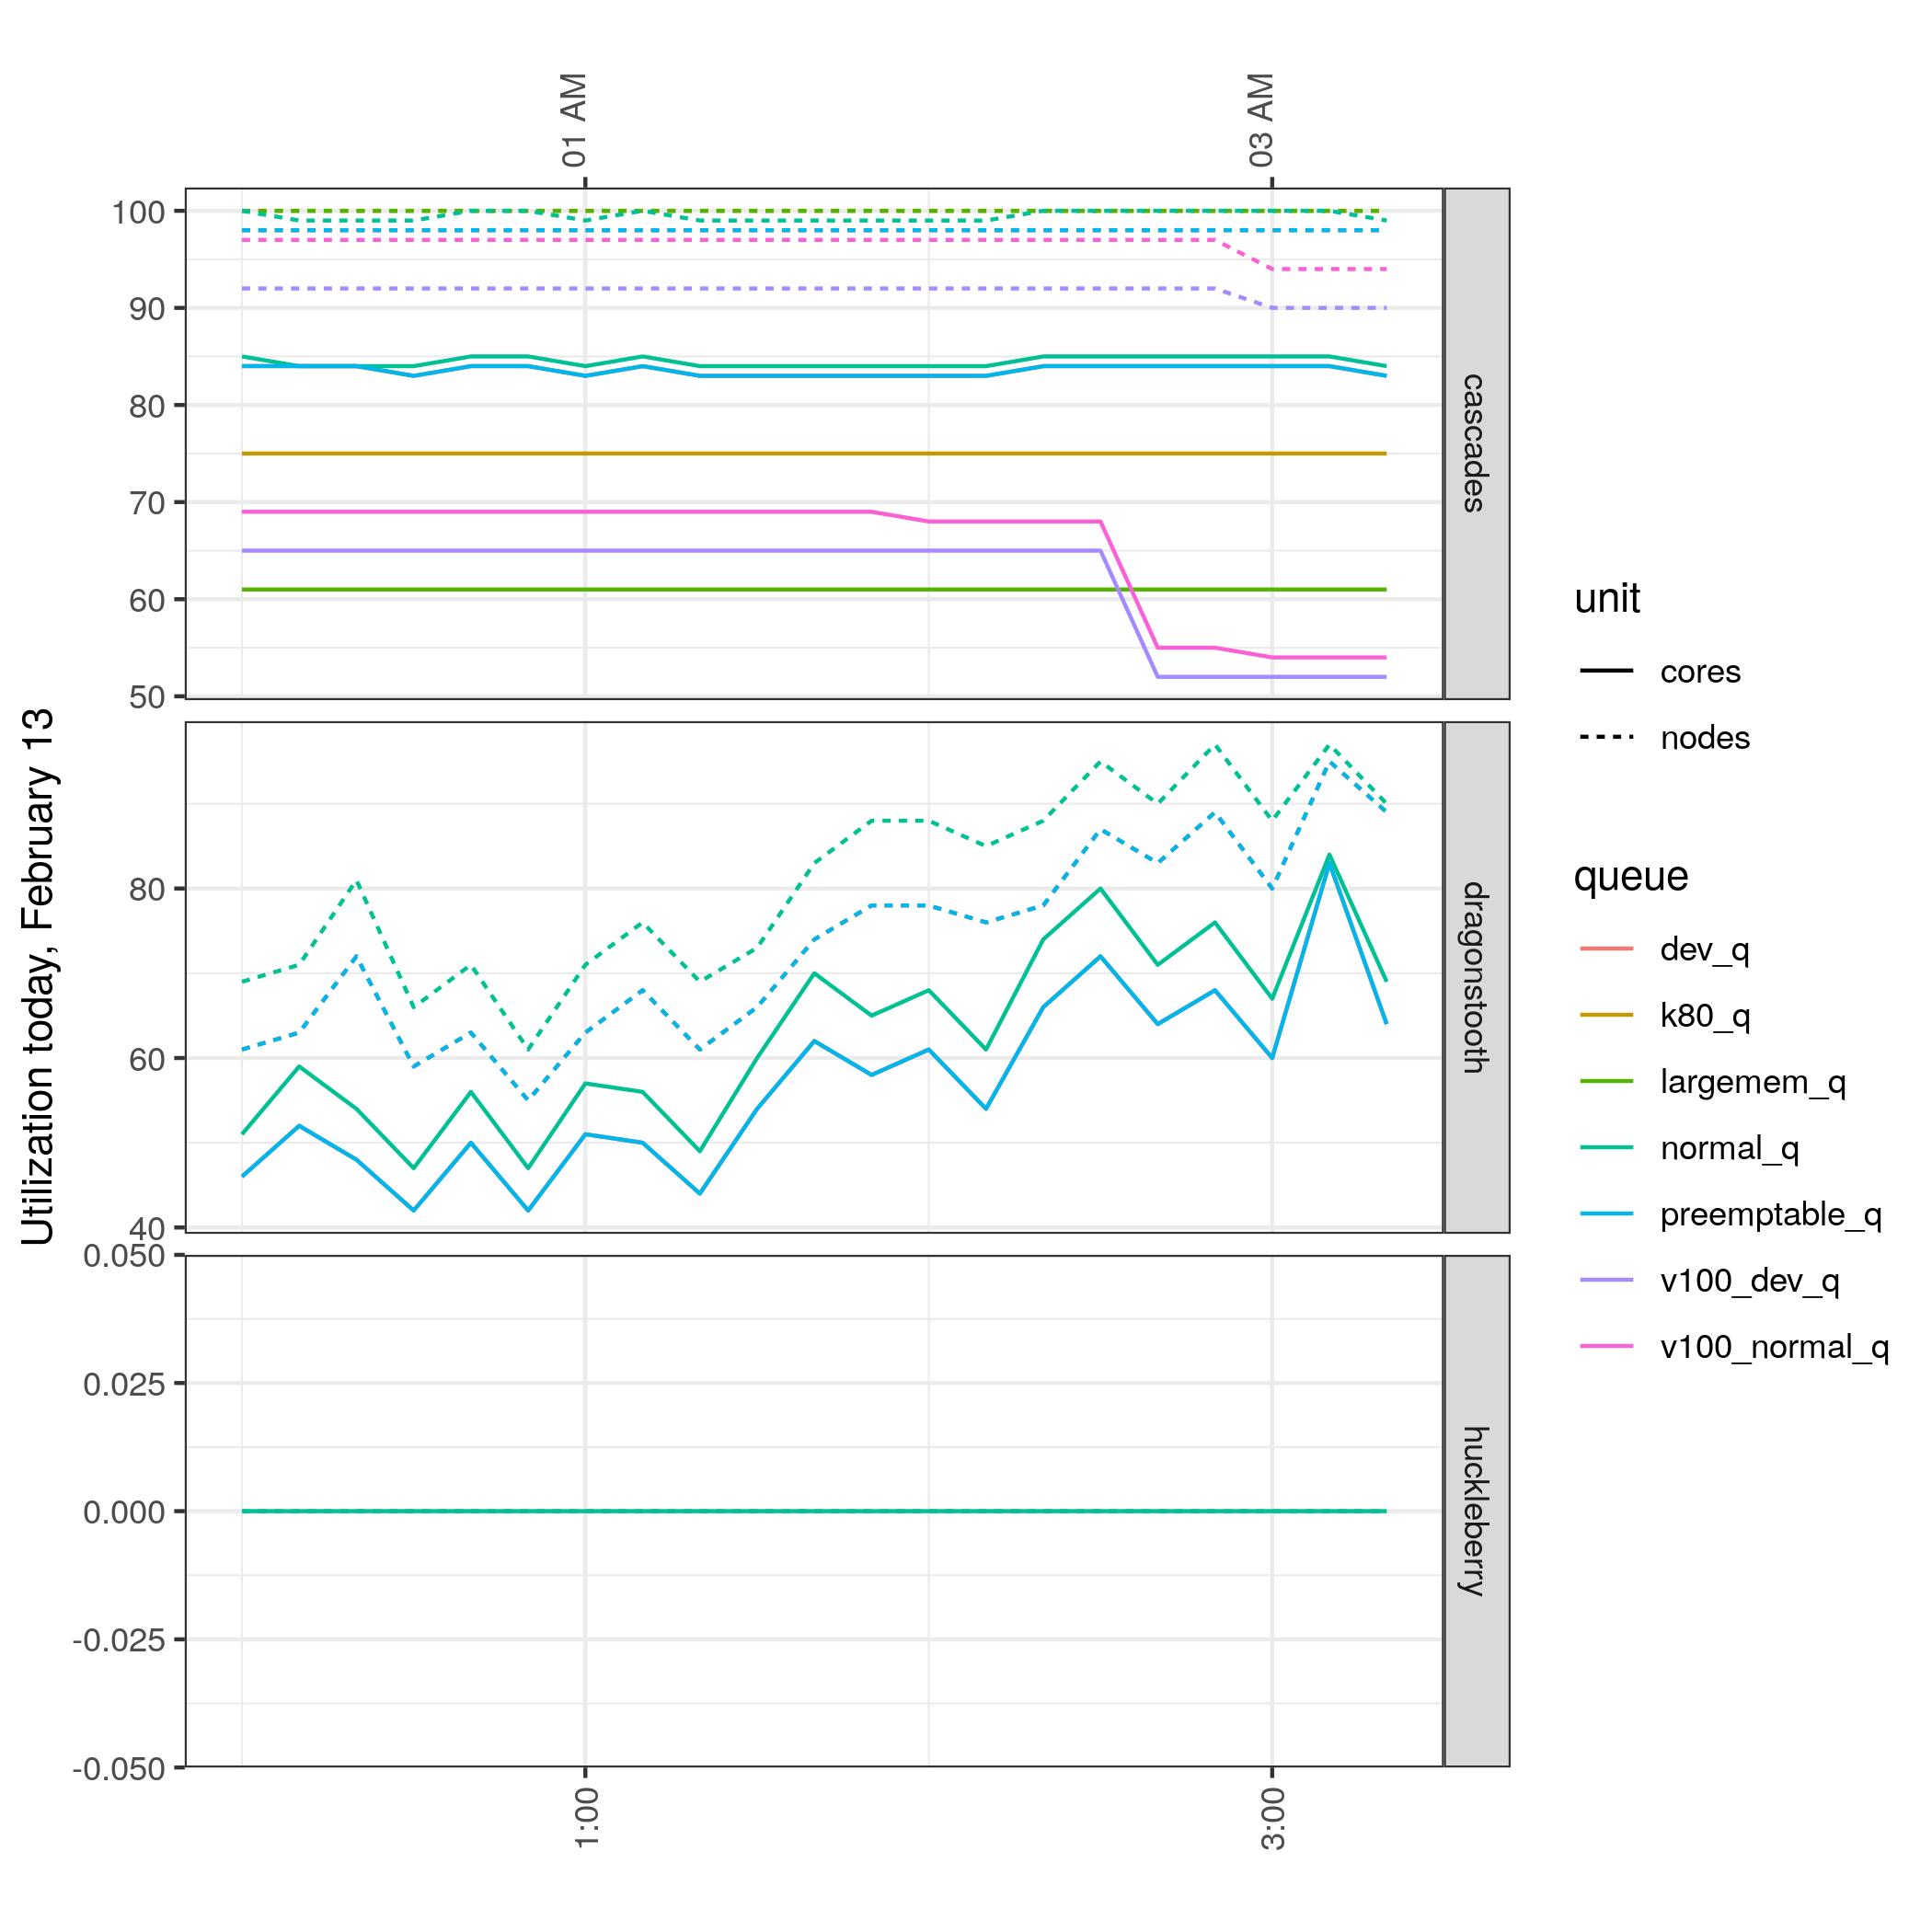 01 AM
03 AM
Utilization today, February 13
100
90
80
70
60
50
cascades
80
60
40
dragonstooth
0.050
0.025
0.000
-0.025
-0.050
huckleberry
1:00
3:00
unit
cores
nodes
queue
dev_q
k80_q
largemem_q
normal_q
preemptable_q
v100_dev_q
v100_normal_q